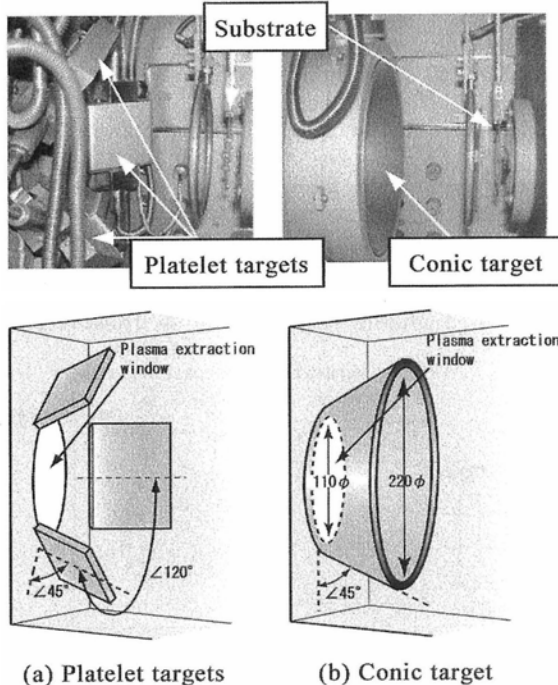 Substrate
Platelet targets
Conic target
Plasma extraction
window
∠120°
∠45°
Plasma extraction
window
110φ
220φ
∠45°
(a) Platelet targets
(b) Conic target